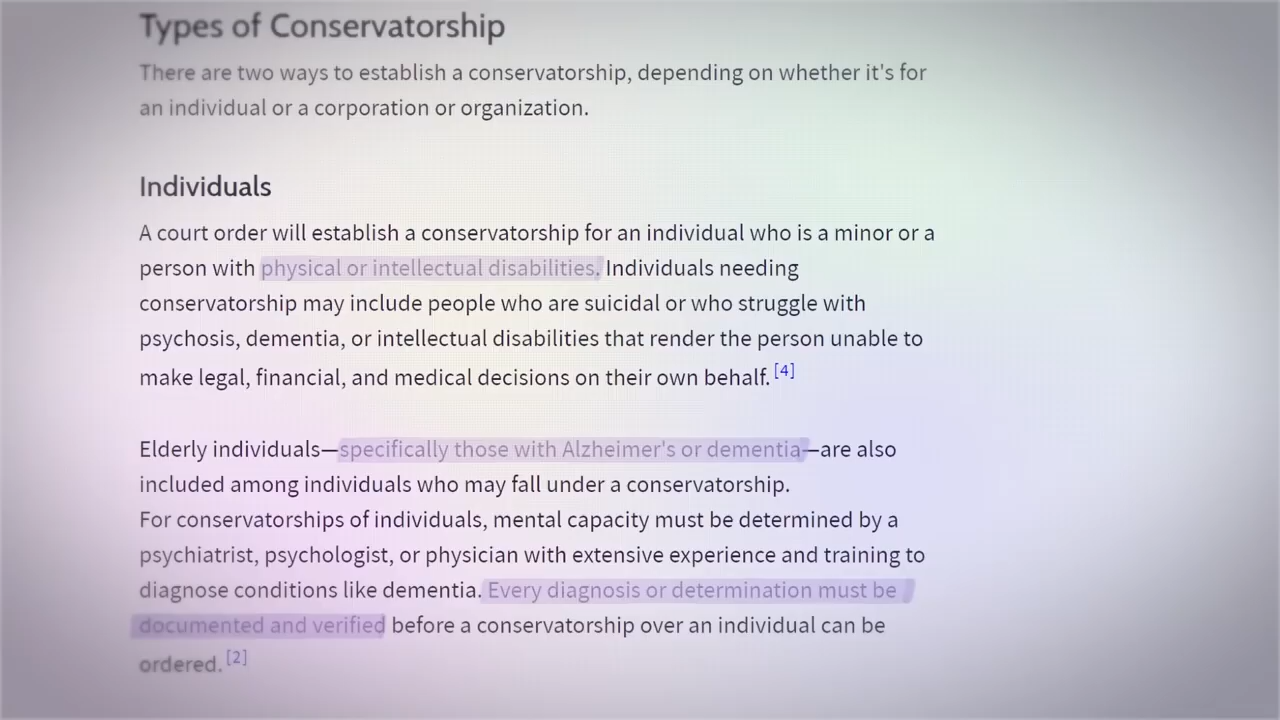 Types of Conservatorship
There are two ways to establish a conservatorship, depending on whether it's for
an individual or a corporation or organization.
Individuals
A court order will establish a conservatorship for an individual who is a minor or a
person with physical or intellectual disabilities. Individuals needing
conservatorship may include people who are suicidal or who struggle with
psychosis, dementia, or intellectual disabilities that render the person unable to
make legal, financial, and medical decisions on their own behalf. [4]
Elderly individuals—specifically those with Alzheimer's or dementia—are also
included among individuals who may fall under a conservatorship.
For conservatorships of individuals, mental capacity must be determined by a
psychiatrist, psychologist, or physician with extensive experience and training to
diagnose conditions like dementia. Every diagnosis or determination must be
documented and verified before a conservatorship over an individual can be
ordered. [2]